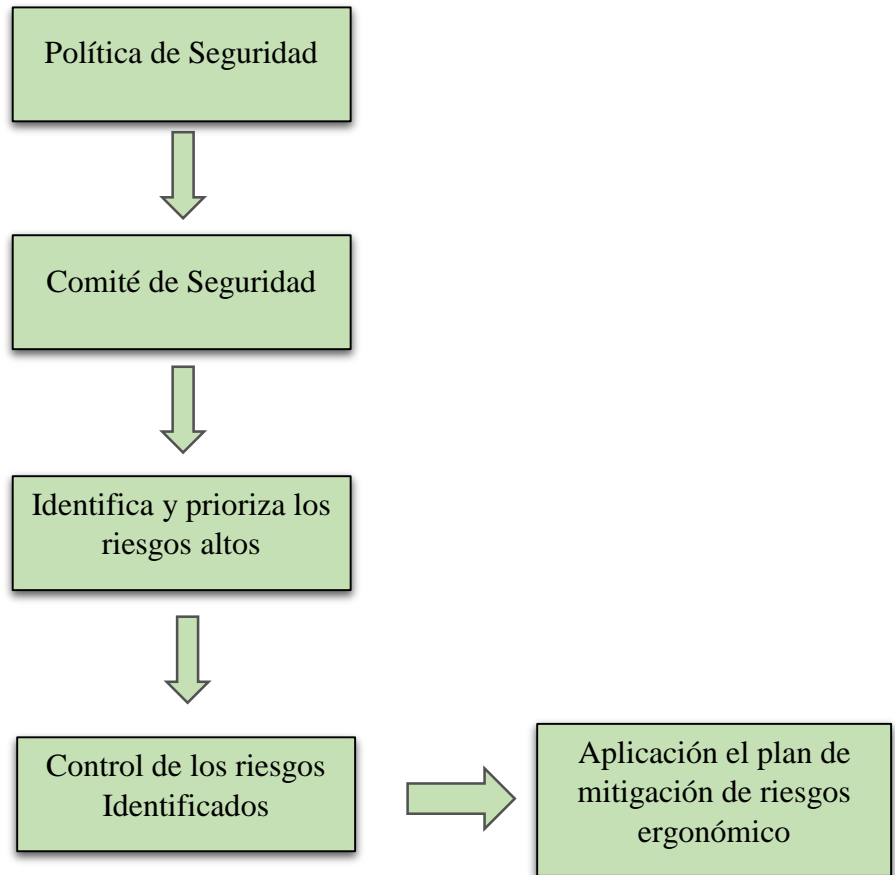 Política de Seguridad
Comité de Seguridad
Identifica y prioriza los
riesgos altos
Control de los riesgos
Identificados
Aplicación el plan de
mitigación de riesgos
ergonómico